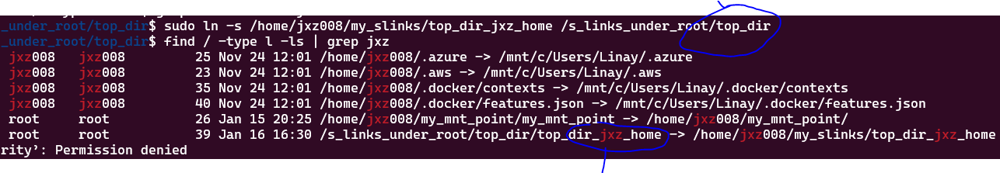 _under_root/top_dir$ sudo ln -s /home/jxz008/my_slinks/top_dir_jxz_home /s_links_under_root/top_dir
_under_root/top_dir$ find / -type l -ls | grep jxz
jxz008 jxz008 25 Nov 24 12:01 /home/jxz008/.azure -> /mnt/c/Users/Linay/.azure
jxz008 jxz008 23 Nov 24 12:01 /home/jxz008/.aws -> /mnt/c/Users/Linay/.aws
jxz008 jxz008 35 Nov 24 12:01 /home/jxz008/.docker/contexts -> /mnt/c/Users/Linay/.docker/contexts
jxz008 jxz008 40 Nov 24 12:01 /home/jxz008/.docker/features.json -> /mnt/c/Users/Linay/.docker/features.json
root root 26 Jan 15 20:25 /home/jxz008/my_mnt_point/my_mnt_point -> /home/jxz008/my_mnt_point/
root root 39 Jan 16 16:30 /s_links_under_root/top_dir/top_dir_jxz_home -> /home/jxz008/my_slinks/top_dir_jxz_home
rity’: Permission denied